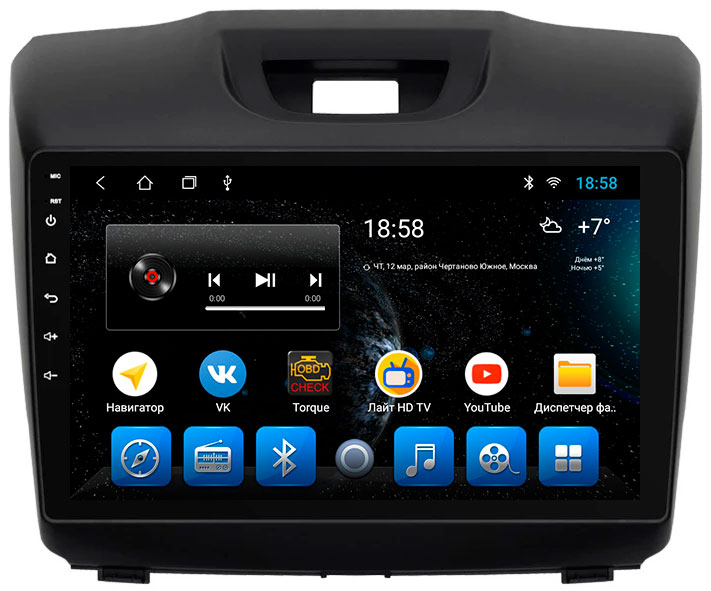 MIC
18:58
RST
18:58
+7°
ЧТ, 12 мар, район Чертаново Южное, Москва
Днём +8°
Ночью +5°
0:00
0:00
OBD
CHECK
Навигатор
VK
Torque
Лайт HD TV
YouTube
Диспетчер фа..